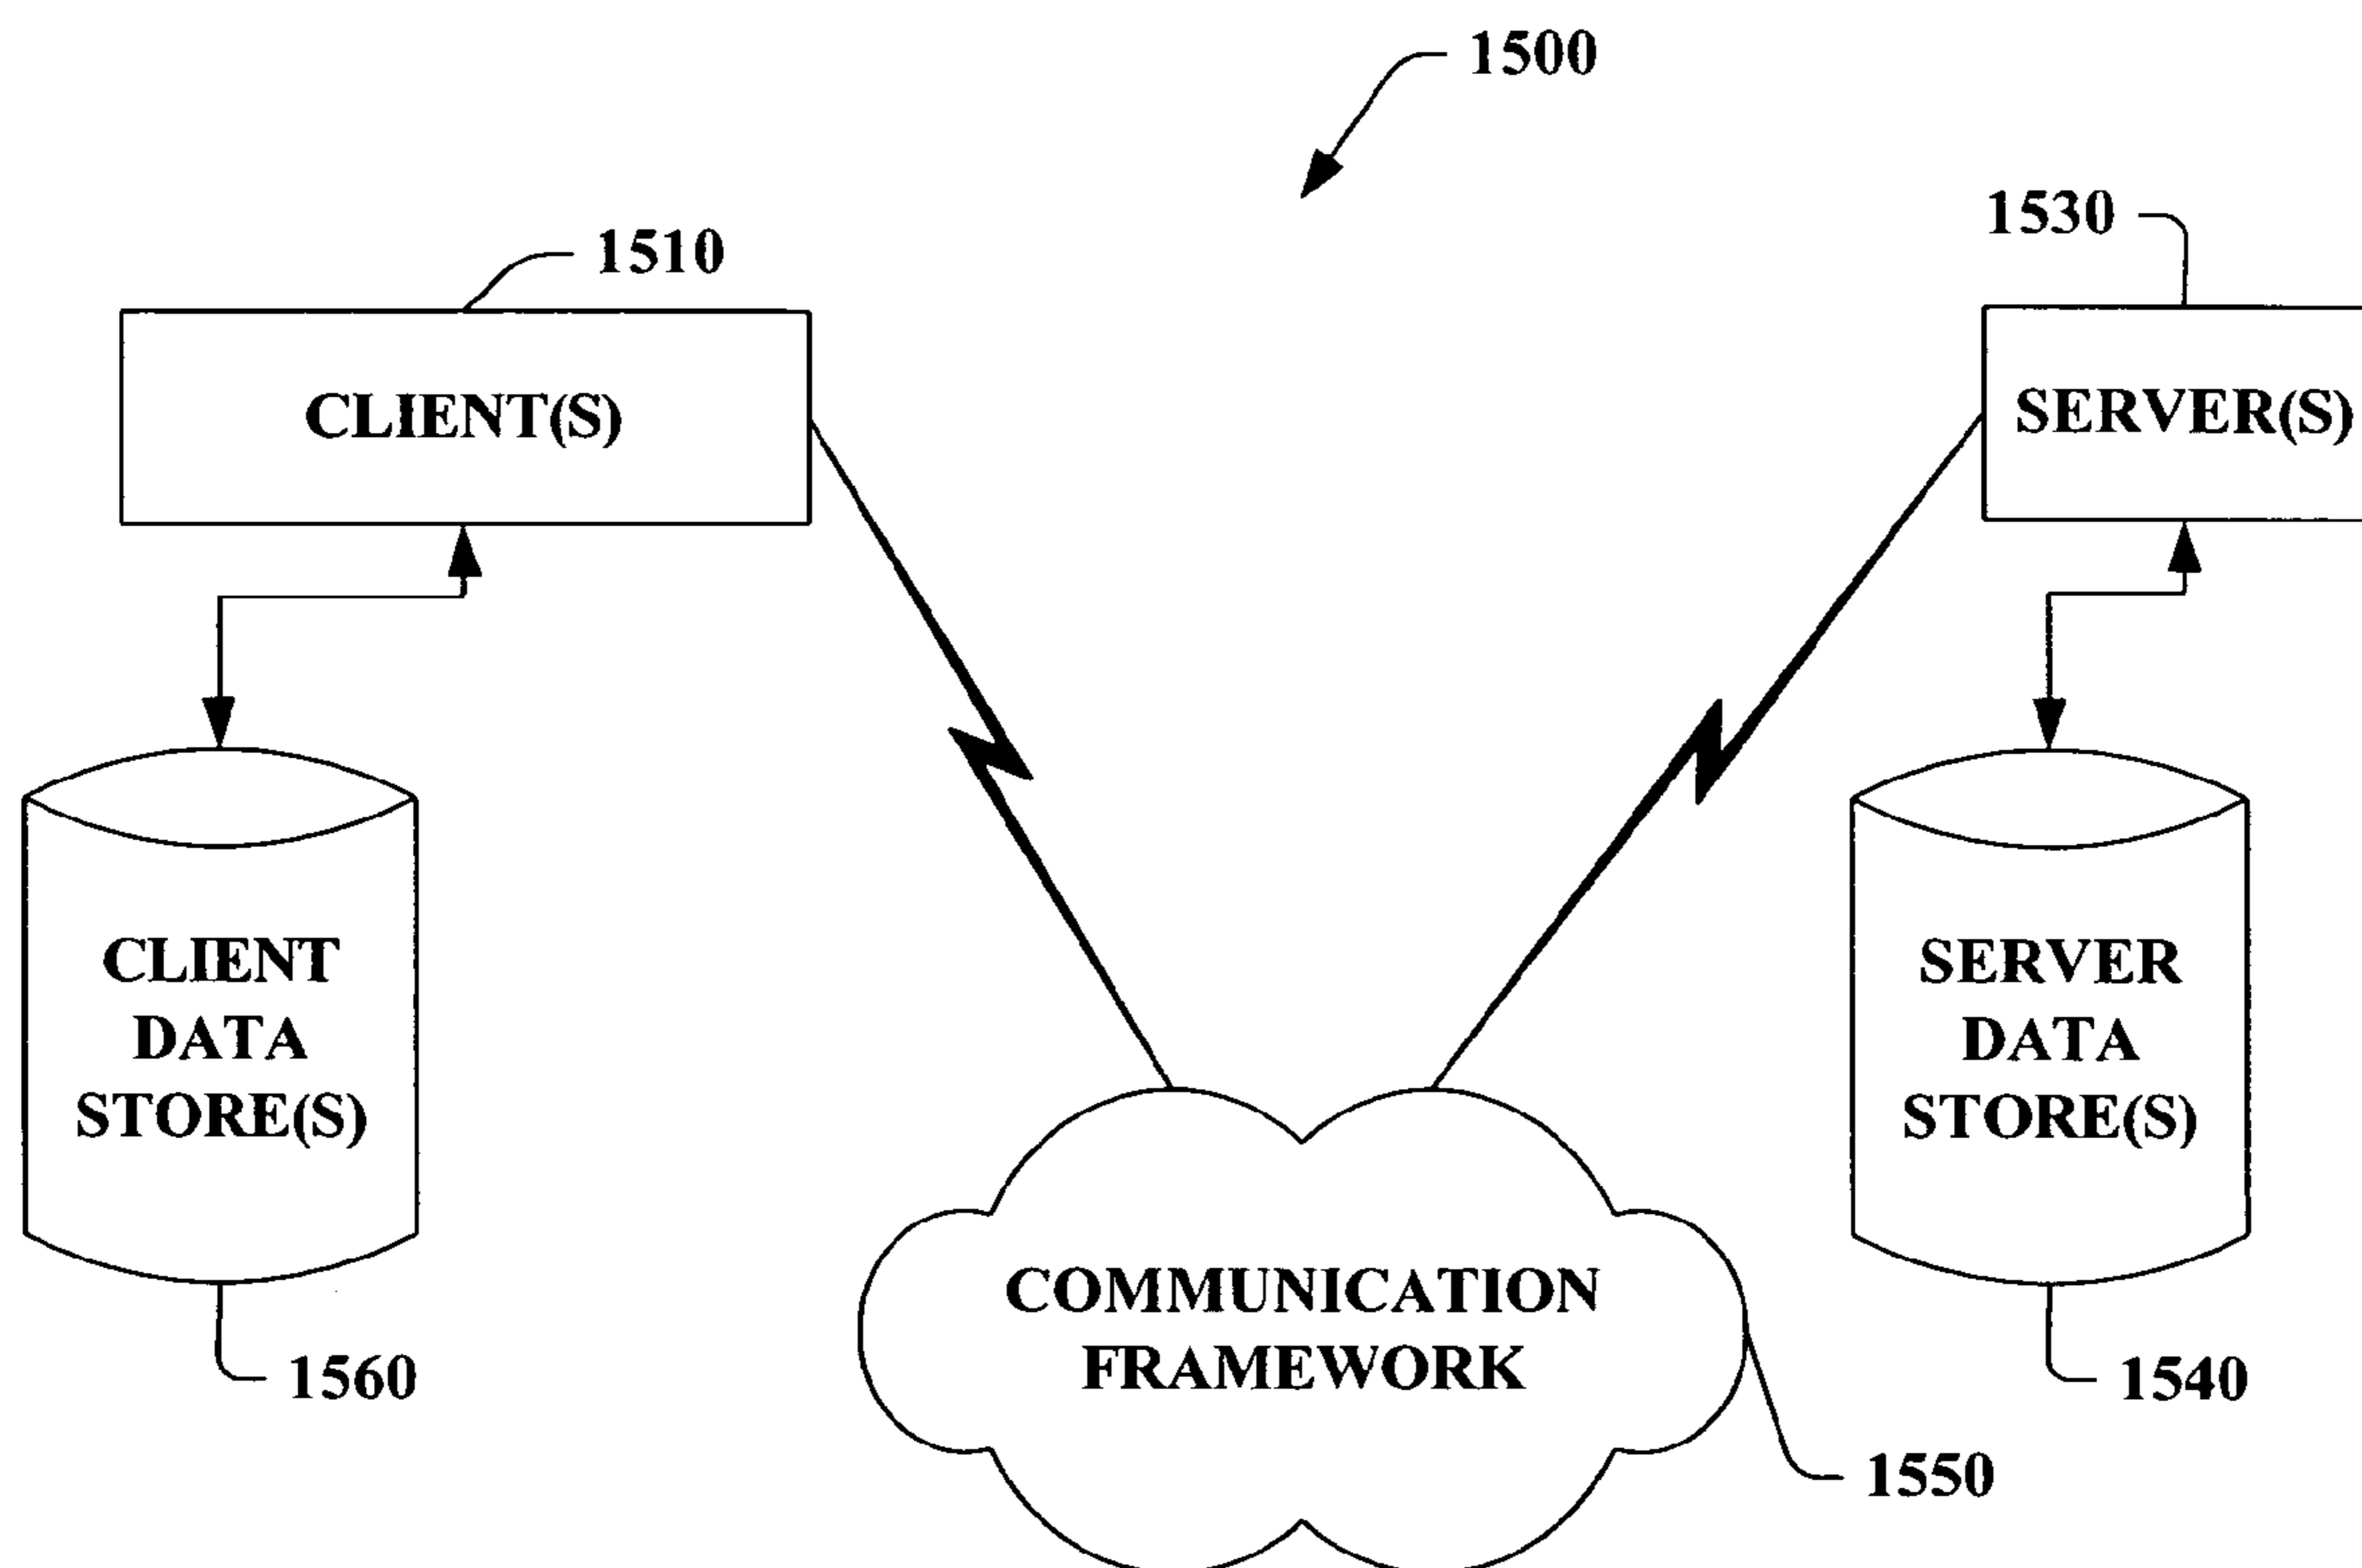 1500
1510
1530
CLIENT(S)
SERVER(S)
CLIENT
DATA
STORE(S)
SERVER
DATA
STORE(S)
COMMUNICATION
FRAMEWORK
1560
1540
1550